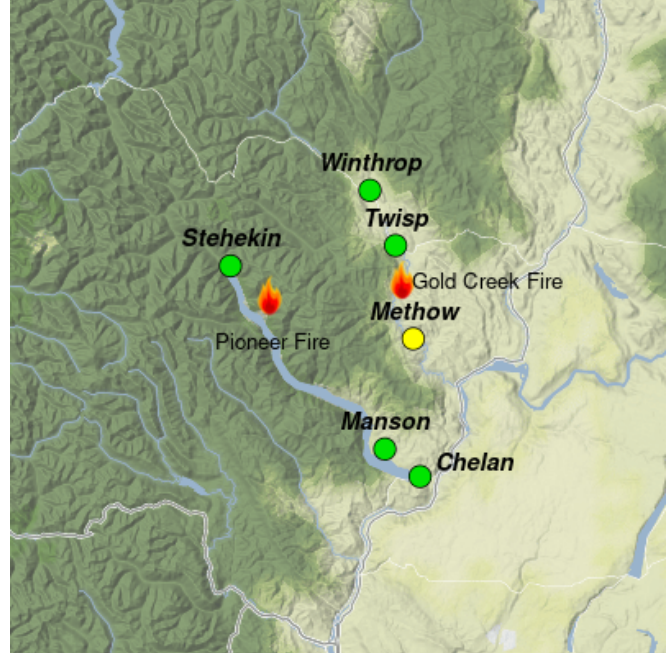 Winthrop
Twisp
Stehekin
Gold Creek Fire
Methow
Pioneer Fire
Manson
Chelan